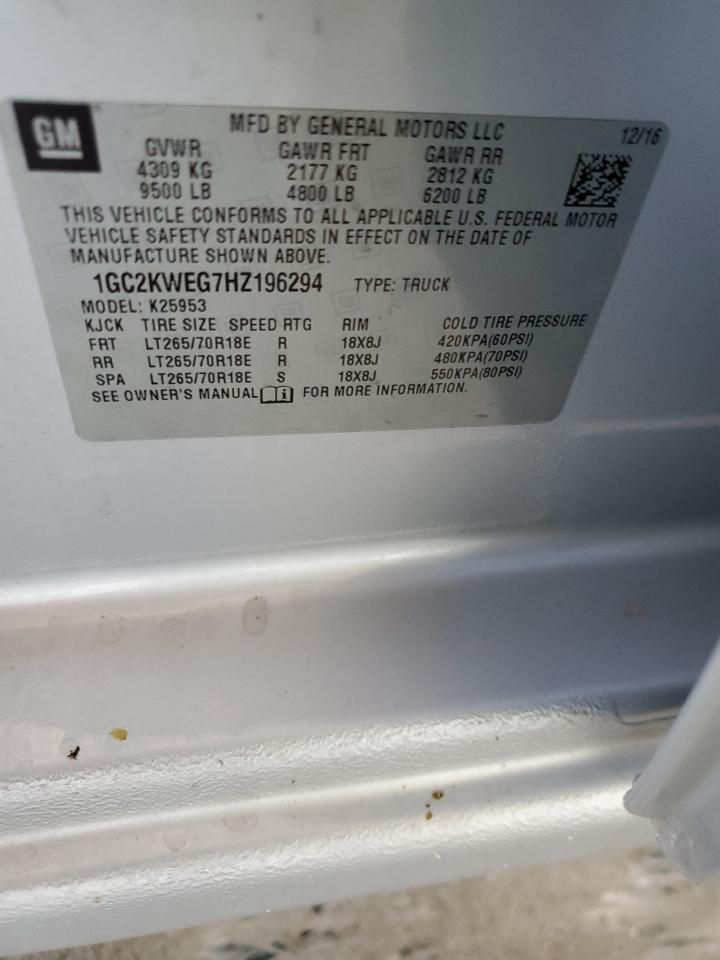 GM
MFD BY GENERAL MOTORS LLC 12/16
GVWR GAWR FRT GAWR RR
4309 KG 2177 KG 2812 KG
9500 LB 4800 LB 6200 LB
THIS VEHICLE CONFORMS TO ALL APPLICABLE U.S. FEDERAL MOTOR
VEHICLE SAFETY STANDARDS IN EFFECT ON THE DATE OF
MANUFACTURE SHOWN ABOVE.
1GC2KWEG7HZ196294 TYPE: TRUCK
MODEL: K25953
KJCK TIRE SIZE SPEED RTG RIM COLD TIRE PRESSURE
FRT LT265/70R18E R 18X8J 420KPA(60PSI)
RR LT265/70R18E R 18X8J 480KPA(70PSI)
SPA LT265/70R18E S 18X8J 550KPA(80PSI)
SEE OWNER'S MANUAL i FOR MORE INFORMATION.